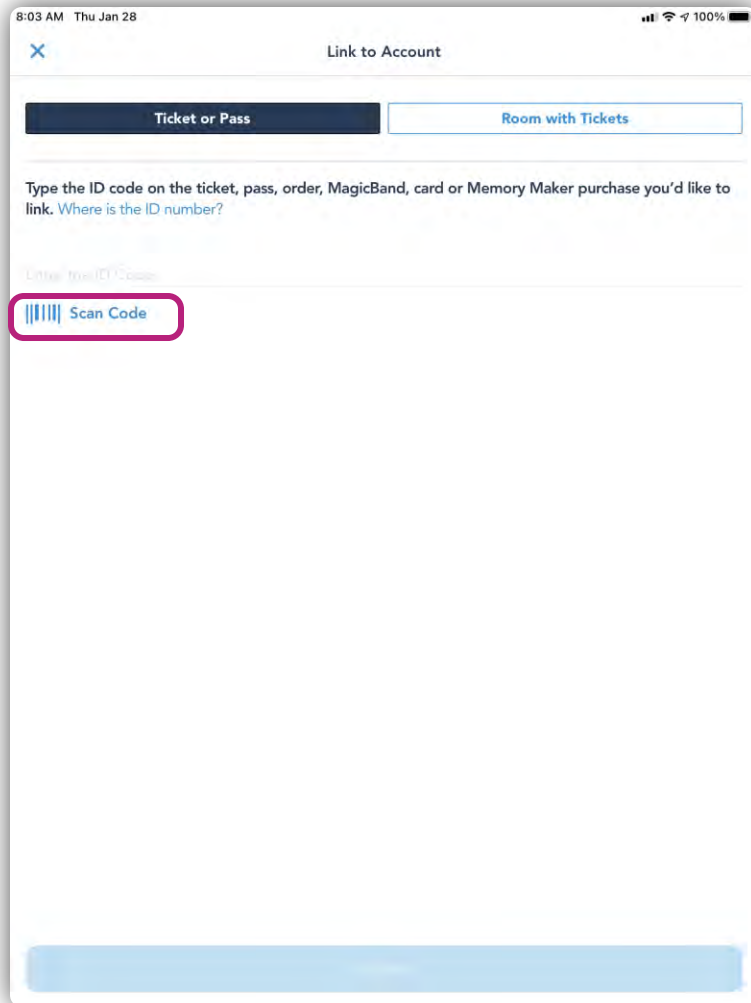 8:03 AM Thu Jan 28
100%
Link to Account
Ticket or Pass
Room with Tickets
Type the ID code on the ticket, pass, order, MagicBand, card or Memory Maker purchase you'd like to
link. Where is the ID number?
Scan Code